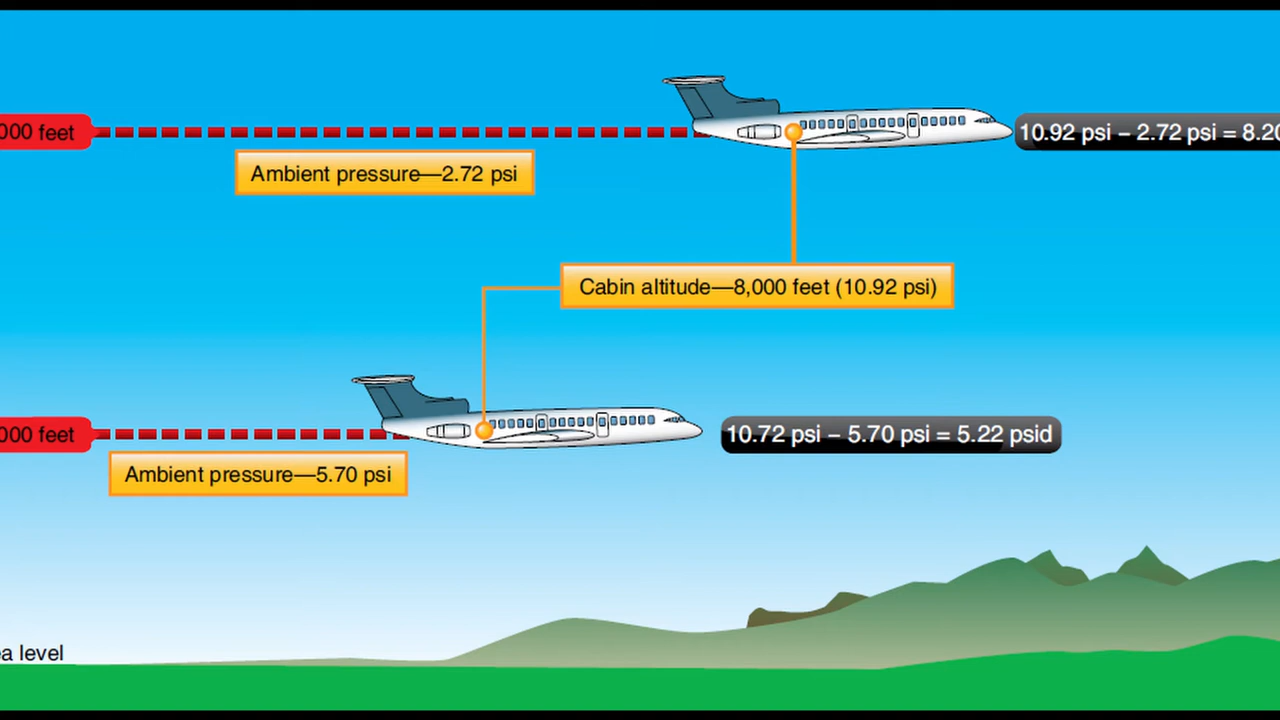 000 feet
10.92 psi – 2.72 psi = 8.20
Ambient pressure—2.72 psi
Cabin altitude—8,000 feet (10.92 psi)
000 feet
10.72 psi – 5.70 psi = 5.22 psid
Ambient pressure—5.70 psi
ea level